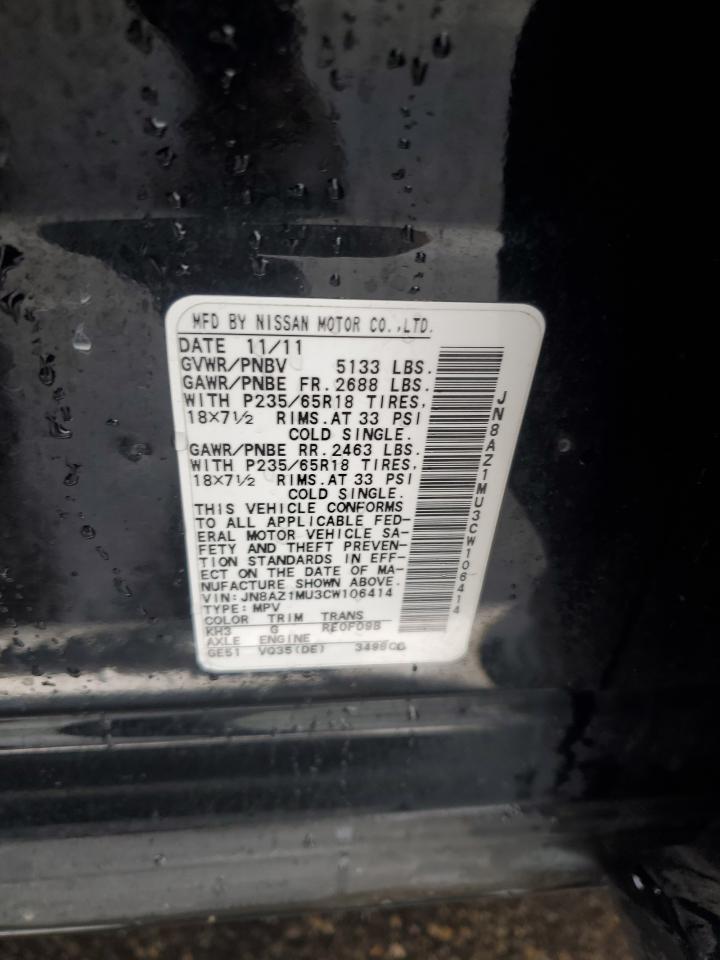 MFD BY NISSAN MOTOR CO.,LTD.
DATE 11/11
GVWR/PNBV 5133 LBS.
GAWR/PNBE FR. 2688 LBS.
WITH P235/65R18 TIRES,
18×7½ RIMS. AT 33 PSI
COLD SINGLE.
GAWR/PNBE RR. 2463 LBS.
WITH P235/65R18 TIRES,
18×7½ RIMS. AT 33 PSI
COLD SINGLE.
THIS VEHICLE CONFORMS
TO ALL APPLICABLE FED-
ERAL MOTOR VEHICLE SA-
FETY AND THEFT PREVEN-
TION STANDARDS IN EFF-
ECT ON THE DATE OF MA-
NUFACTURE SHOWN ABOVE.
VIN: JN8AZ1MU3CW106414
TYPE: MPV
COLOR TRIM TRANS
KH3 G RE0F09B
AXLE ENGINE
GE51 VQ35(DE) 3498CC
JN8AZ1MU3CW106414